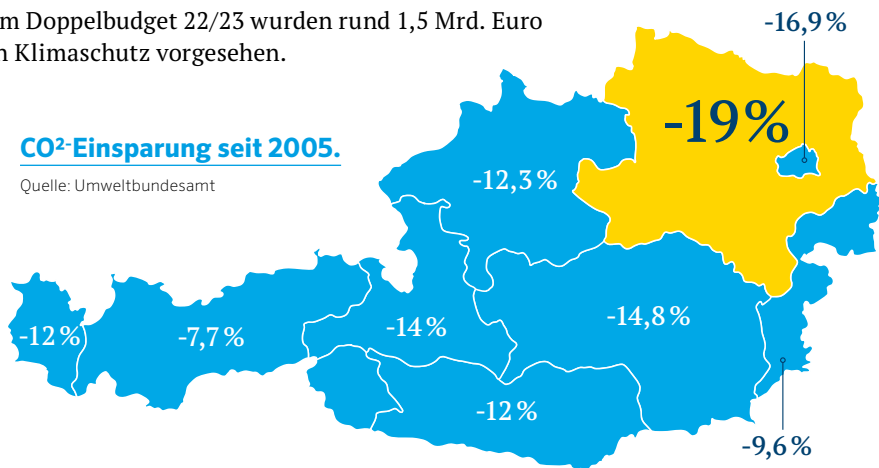 m Doppelbudget 22/23 wurden rund 1,5 Mrd. Euro
n Klimaschutz vorgesehen.
-16,9 %
-19%
CO²-Einsparung seit 2005.
Quelle: Umweltbundesamt
-12,3 %
-12 %
-7,7 %
-14 %
-14,8 %
-12 %
-9,6 %